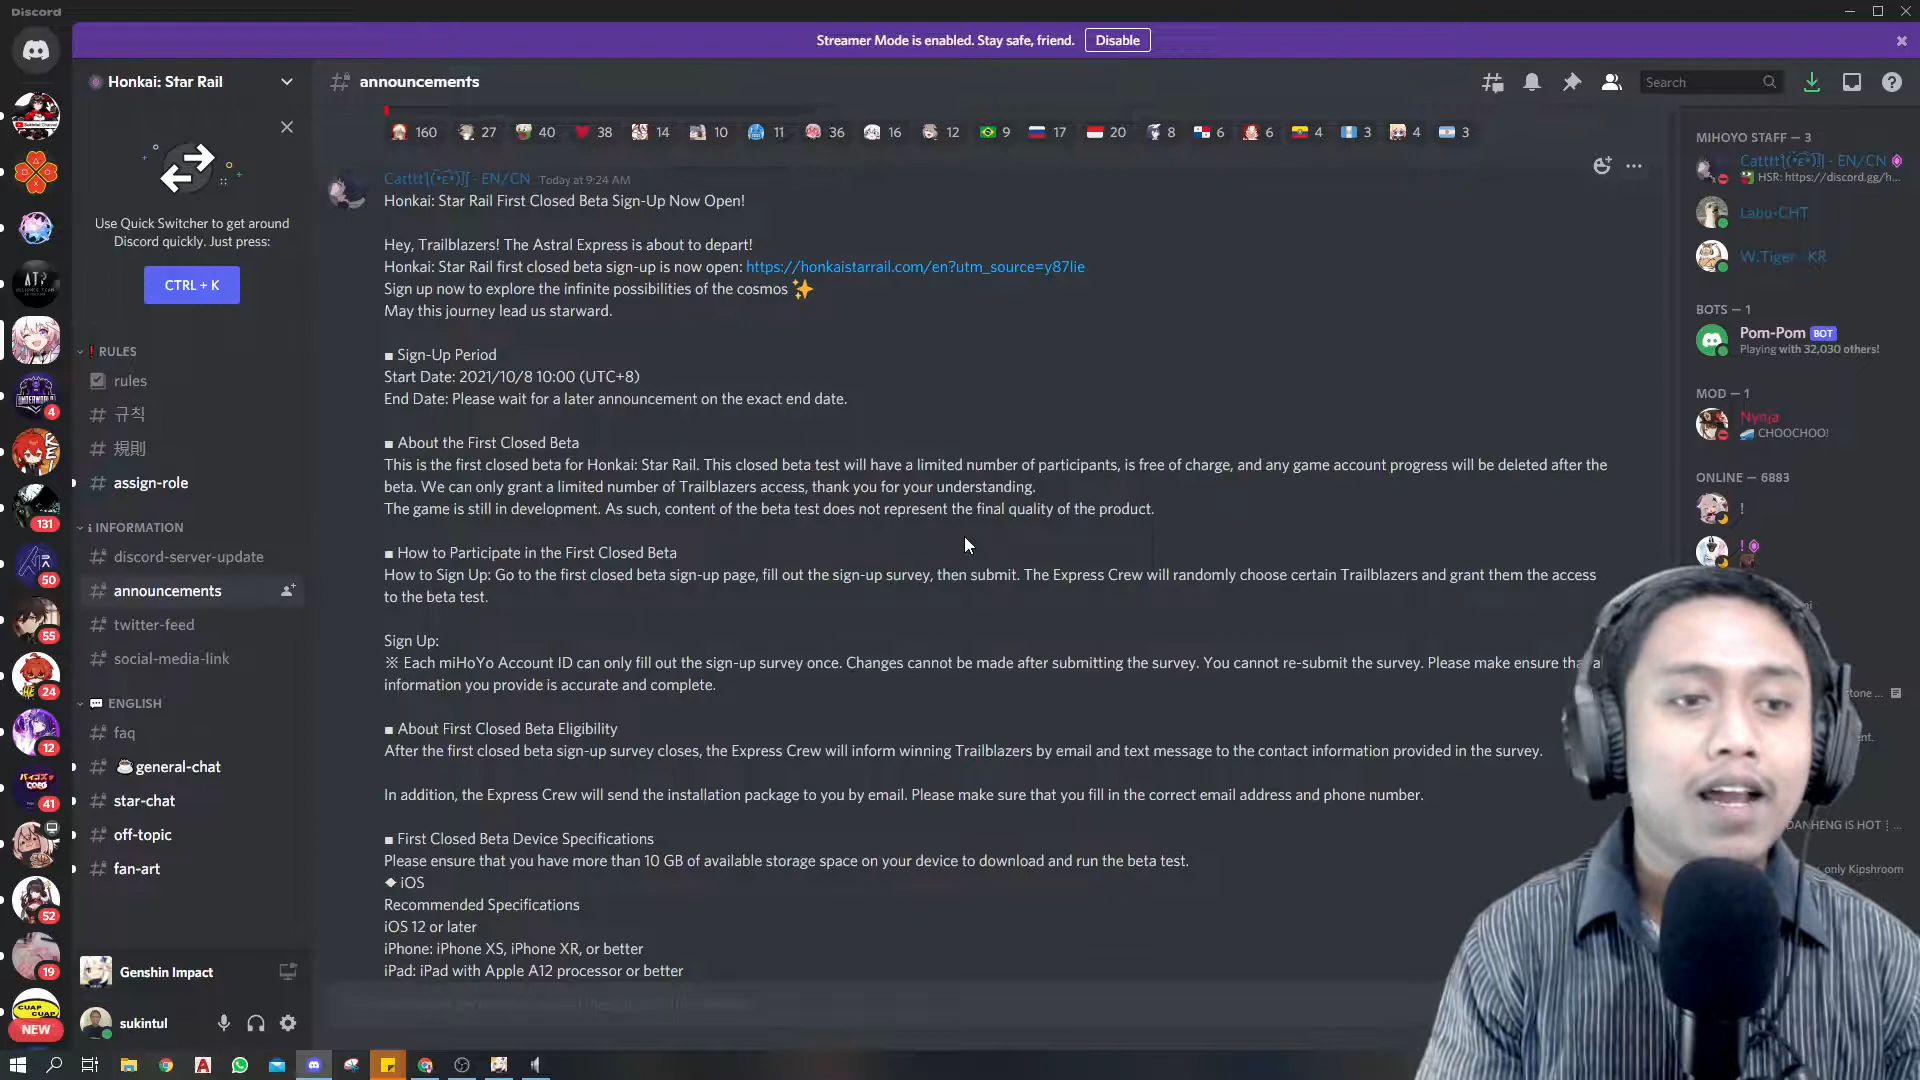 Discord
Streamer Mode is enabled. Stay safe, friend.
Disable
Honkai: Star Rail
announcements
Search
Use Quick Switcher to get around
Discord quickly. Just press:
CTRL + K
RULES
rules
규칙
規則
assign-role
INFORMATION
discord-server-update
announcements
twitter-feed
social-media-link
ENGLISH
faq
general-chat
star-chat
off-topic
fan-art
Genshin Impact
sukintul
4
131
50
55
24
12
41
52
19
CUAP CUAP
NEW
160 27 40 38 14 10 11 36 16 12 9 17 20 8 6 6 4 3 4 3
EN/CN Today at 9:24 AM
Honkai: Star Rail First Closed Beta Sign-Up Now Open!
Hey, Trailblazers! The Astral Express is about to depart!
Honkai: Star Rail first closed beta sign-up is now open: https://honkaistarrail.com/en?utm_source=y87lie
Sign up now to explore the infinite possibilities of the cosmos ✨
May this journey lead us starward.
■ Sign-Up Period
Start Date: 2021/10/8 10:00 (UTC+8)
End Date: Please wait for a later announcement on the exact end date.
■ About the First Closed Beta
This is the first closed beta for Honkai: Star Rail. This closed beta test will have a limited number of participants, is free of charge, and any game account progress will be deleted after the
beta. We can only grant a limited number of Trailblazers access, thank you for your understanding.
The game is still in development. As such, content of the beta test does not represent the final quality of the product.
■ How to Participate in the First Closed Beta
How to Sign Up: Go to the first closed beta sign-up page, fill out the sign-up survey, then submit. The Express Crew will randomly choose certain Trailblazers and grant them the access
to the beta test.
Sign Up:
※ Each miHoYo Account ID can only fill out the sign-up survey once. Changes cannot be made after submitting the survey. You cannot re-submit the survey. Please make ensure
information you provide is accurate and complete.
■ About First Closed Beta Eligibility
After the first closed beta sign-up survey closes, the Express Crew will inform winning Trailblazers by email and text message to the contact information provided in the survey.
In addition, the Express Crew will send the installation package to you by email. Please make sure that you fill in the correct email address and phone number.
■ First Closed Beta Device Specifications
Please ensure that you have more than 10 GB of available storage space on your device to download and run the beta test.
◆ iOS
Recommended Specifications
iOS 12 or later
iPhone: iPhone XS, iPhone XR, or better
iPad: iPad with Apple A12 processor or better
MIHOYO STAFF — 3
EN/CN
HSR: https://discord.gg/h...
Labo-CHT
W.Tiger - KR
BOTS — 1
Pom-Pom BOT
Playing with 32,030 others!
MOD — 1
Nynja
CHOOCHOO!
ONLINE — 6883
!
!
DANHENG IS HOT
only Kipshroom